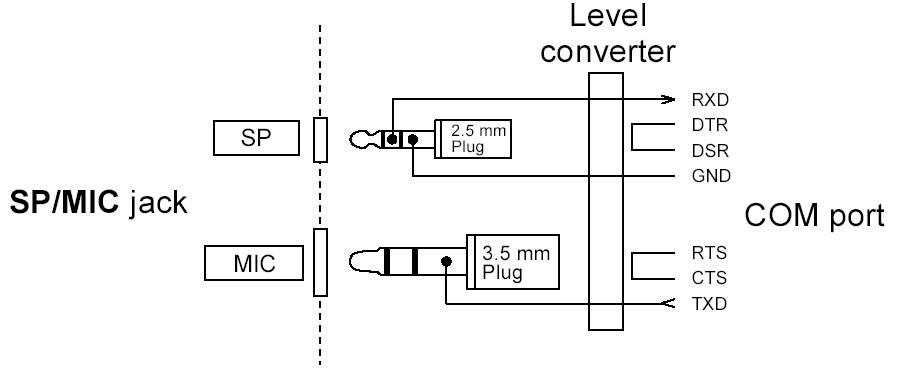 Level
converter
SP
2.5 mm
Plug
RXD
DTR
DSR
GND
SP/MIC jack
COM port
MIC
3.5 mm
Plug
RTS
CTS
TXD